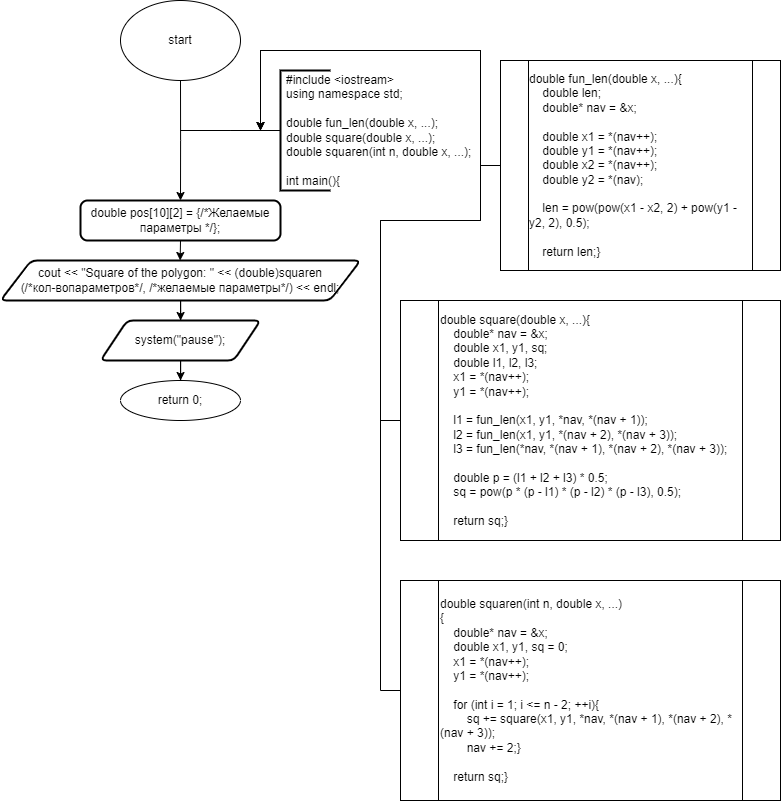 start
#include <iostream>
using namespace std;
double fun_len(double x, ...);
double square(double x, ...);
double squaren(int n, double x, ...);
int main(){
double pos[10][2] = {/*Желаемые
параметры */};
cout << "Square of the polygon: " << (double)squaren
(/*кол-вопараметров*/, /*желаемые параметры*/) << endl;
system("pause");
return 0;
double fun_len(double x, ...){
double len;
double* nav = &x;
double x1 = *(nav++);
double y1 = *(nav++);
double x2 = *(nav++);
double y2 = *(nav);
len = pow(pow(x1 - x2, 2) + pow(y1 -
y2, 2), 0.5);
return len;}
double square(double x, ...){
double* nav = &x;
double x1, y1, sq;
double l1, l2, l3;
x1 = *(nav++);
y1 = *(nav++);
l1 = fun_len(x1, y1, *nav, *(nav + 1));
l2 = fun_len(x1, y1, *(nav + 2), *(nav + 3));
l3 = fun_len(*nav, *(nav + 1), *(nav + 2), *(nav + 3));
double p = (l1 + l2 + l3) * 0.5;
sq = pow(p * (p - l1) * (p - l2) * (p - l3), 0.5);
return sq;}
double squaren(int n, double x, ...)
{
double* nav = &x;
double x1, y1, sq = 0;
x1 = *(nav++);
y1 = *(nav++);
for (int i = 1; i <= n - 2; ++i){
sq += square(x1, y1, *nav, *(nav + 1), *(nav + 2), *
(nav + 3));
nav += 2;}
return sq;}